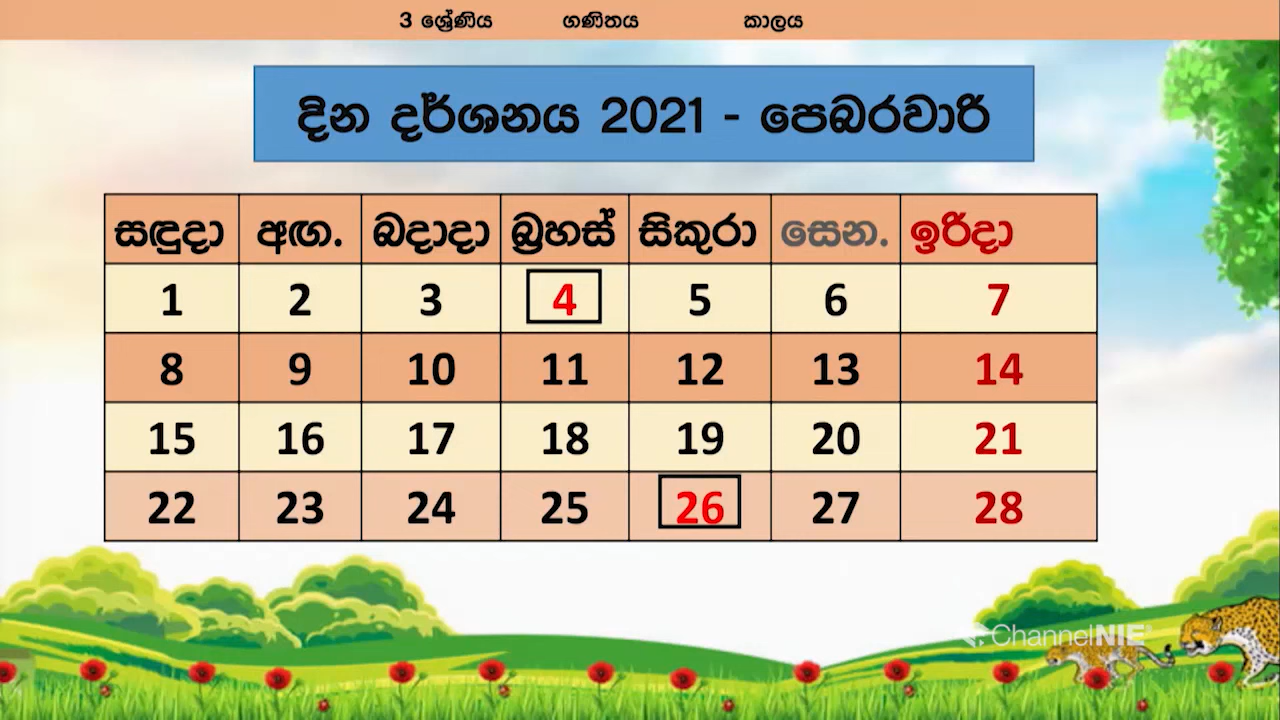 3 ශ්‍රේණිය ගණිතය කාලය
දින දර්ශනය 2021 - පෙබරවාරි
සඳුදා අඟ. බදාදා බ්‍රහස් සිකුරා සෙන. ඉරිදා
1 2 3 4 5 6 7
8 9 10 11 12 13 14
15 16 17 18 19 20 21
22 23 24 25 26 27 28
ChannelNIE